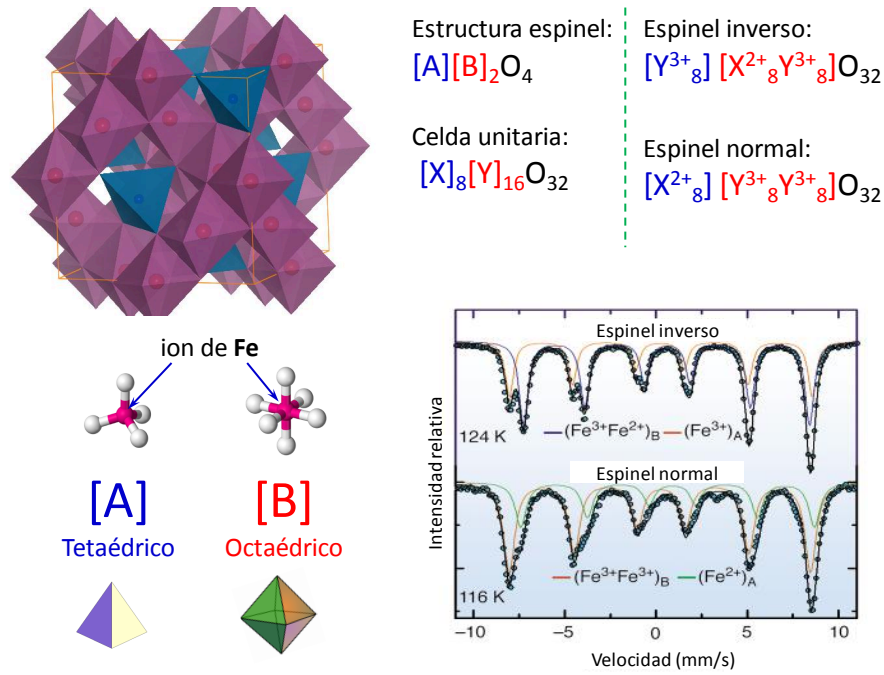 Estructura espinel:
[A][B]₂O₄
Celda unitaria:
[X]₈[Y]₁₆O₃₂
Espinel inverso:
[Y³⁺₈] [X²⁺₈Y³⁺₈]O₃₂
Espinel normal:
[X²⁺₈] [Y³⁺₈Y³⁺₈]O₃₂
ion de Fe
[A]
Tetaédrico
[B]
Octaédrico
Intensidad relativa
Espinel inverso
124 K
(Fe³⁺Fe²⁺)B
(Fe³⁺)A
Espinel normal
(Fe³⁺Fe³⁺)B
(Fe²⁺)A
116 K
−10 −5 0 5 10
Velocidad (mm/s)